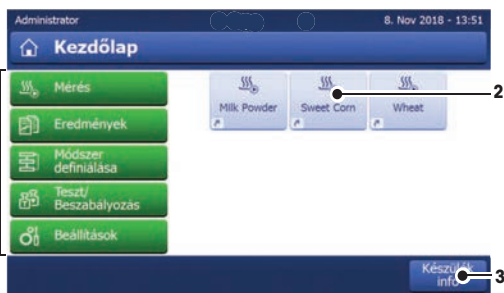 Administrator
8. Nov 2018 - 13:51
Kezdőlap
Mérés
Eredmények
Módszer
definiálása
Teszt/
Beszabályozás
Beállítások
Milk Powder
Sweet Corn
Wheat
2
Készülék
info
3